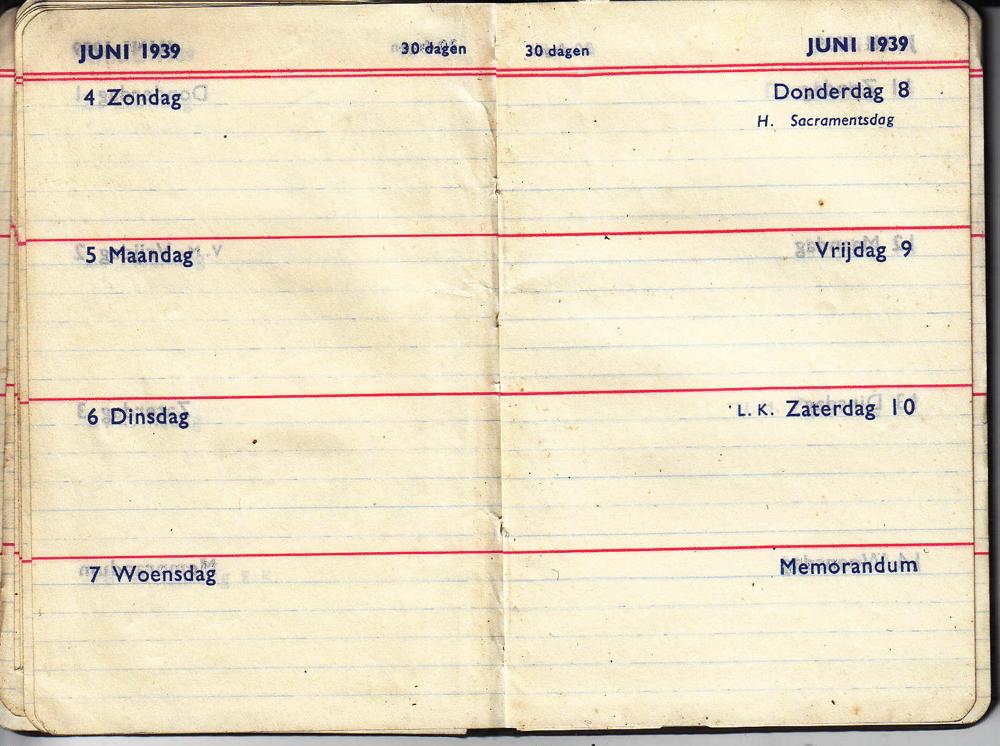 JUNI 1939 30 dagen
4 Zondag
5 Maandag
6 Dinsdag
7 Woensdag
30 dagen JUNI 1939
Donderdag 8
H. Sacramentsdag
Vrijdag 9
L. K. Zaterdag 10
Memorandum